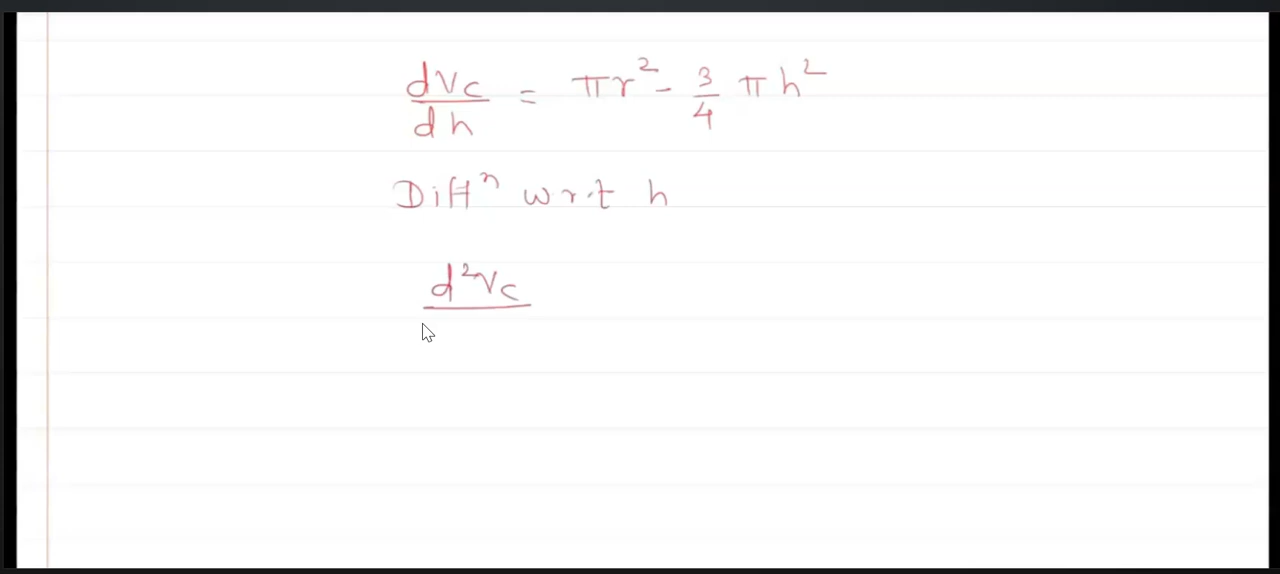 dVc/dh = πr² - 3/4 πh²
Diffⁿ w.r.t h
d²Vc